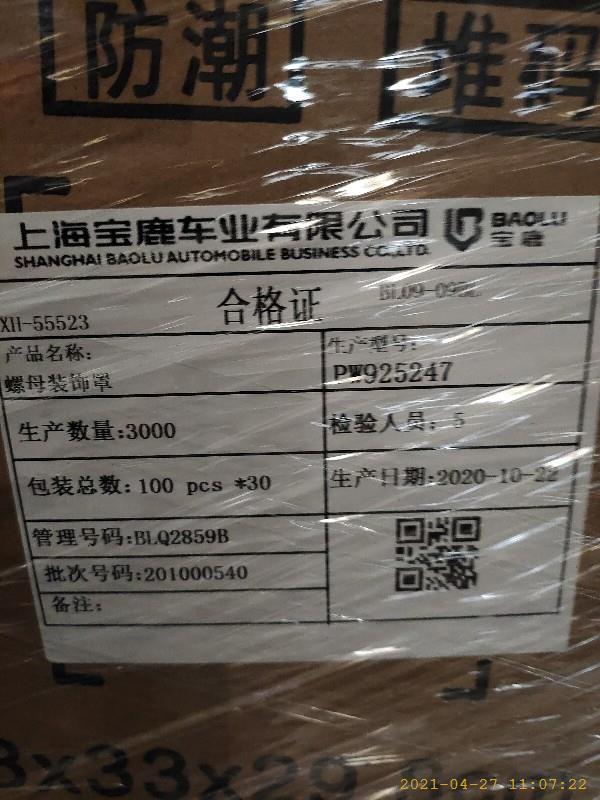 防潮
堆码
上海宝鹿车业有限公司
BAOLU
宝鹿
SHANGHAI BAOLU AUTOMOBILE BUSINESS CO.,LTD.
合格证
XH-55523
产品名称:
螺母装饰罩
生产型号:
PW925247
生产数量:3000
检验人员: 5
包装总数:100 pcs *30
生产日期:2020-10-22
管理号码:BLQ2859B
批次号码:201000540
备注:
2021-04-27 11:07:22